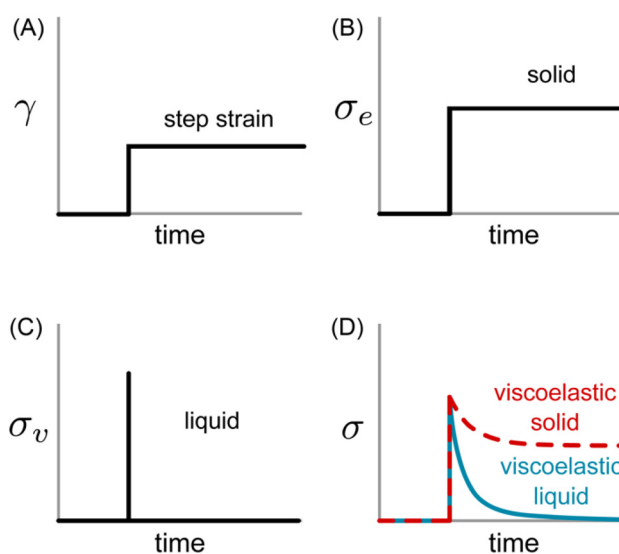 (A)
γ
step strain
time
(B)
σₑ
solid
time
(C)
σᵥ
liquid
time
(D)
σ
viscoelastic
solid
viscoelastic
liquid
time